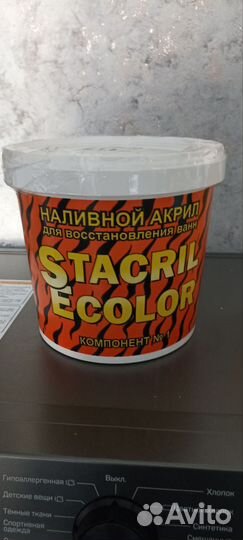 НАЛИВНОЙ АКРИЛ
для восстановления ванн
STACRIL
ECOLOR
КОМПОНЕНТ №1
Гипоаллергенная
Выкл.
Хлопок
Детские вещи
Тёмные ткани
Синтетика
Спортивная
одежда
Avito